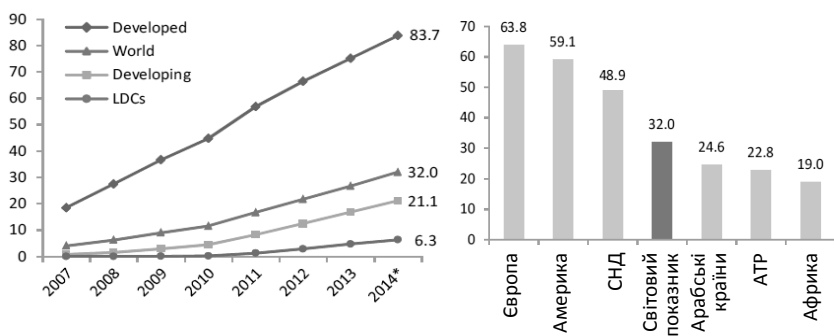 90
80
70
60
50
40
30
20
10
0
Developed
World
Developing
LDCs
83.7
32.0
21.1
6.3
2007
2008
2009
2010
2011
2012
2013
2014*
70
60
50
40
30
20
10
0
63.8
59.1
48.9
32.0
24.6
22.8
19.0
Європа
Америка
СНД
Світовий
показник
Арабські
країни
АТР
Африка